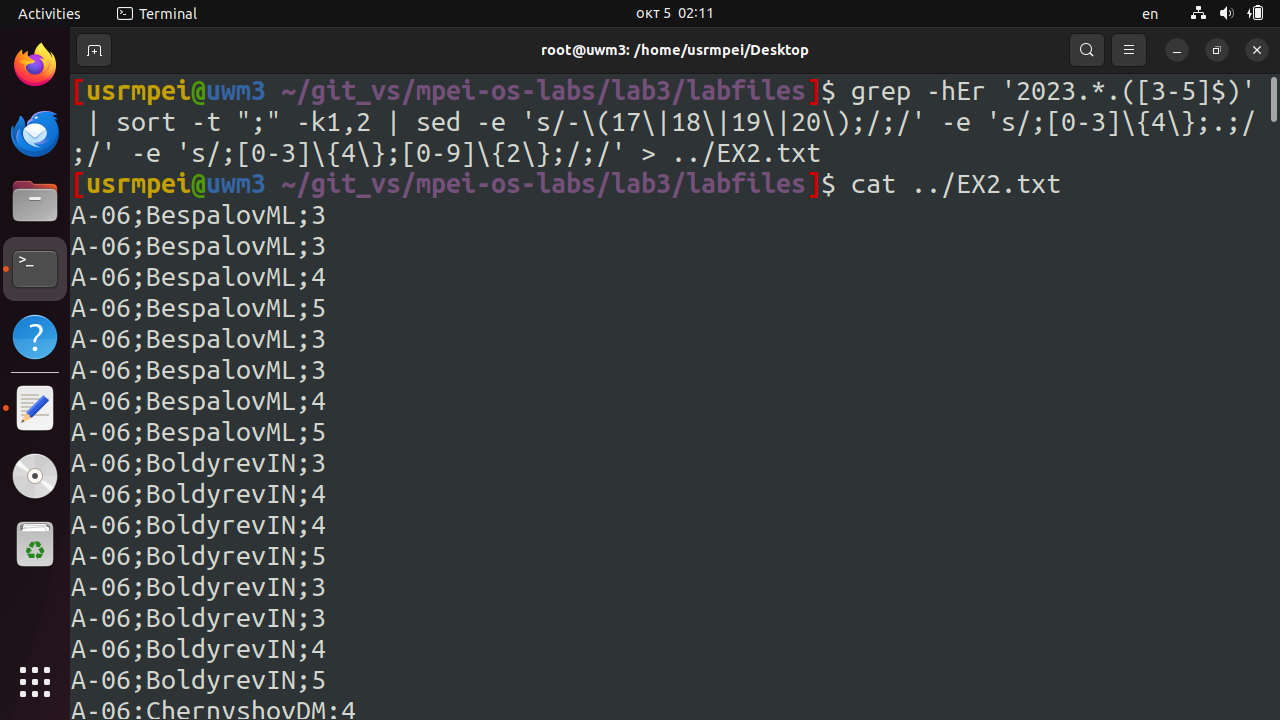 Activities
Terminal
окт 5 02:11
en
root@uwm3: /home/usrmpei/Desktop
[usrmpei@uwm3 ~/git_vs/mpei-os-labs/lab3/labfiles]$ grep -hEr '2023.*.([3-5]$)'
 | sort -t ";" -k1,2 | sed -e 's/-\(17\|18\|19\|20\);/;/' -e 's/;[0-3]\{4\};.;/
;/' -e 's/;[0-3]\{4\};[0-9]\{2\};/;/' > ../EX2.txt
[usrmpei@uwm3 ~/git_vs/mpei-os-labs/lab3/labfiles]$ cat ../EX2.txt
A-06;BespalovML;3
A-06;BespalovML;3
A-06;BespalovML;4
A-06;BespalovML;5
A-06;BespalovML;3
A-06;BespalovML;3
A-06;BespalovML;4
A-06;BespalovML;5
A-06;BoldyrevIN;3
A-06;BoldyrevIN;4
A-06;BoldyrevIN;4
A-06;BoldyrevIN;5
A-06;BoldyrevIN;3
A-06;BoldyrevIN;3
A-06;BoldyrevIN;4
A-06;BoldyrevIN;5
A-06;ChernyshovDM;4